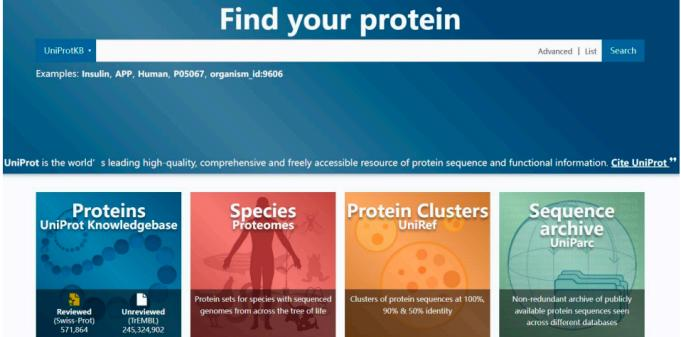 Find your protein
UniProtKB
Advanced | List Search
Examples: Insulin, APP, Human, P05067, organism_id:9606
UniProt is the world's leading high-quality, comprehensive and freely accessible resource of protein sequence and functional information. Cite UniProt ”
Proteins
UniProt Knowledgebase
Reviewed
(Swiss-Prot)
571,864
Unreviewed
(TrEMBL)
245,324,902
Species
Proteomes
Protein sets for species with sequenced
genomes from across the tree of life
Protein Clusters
UniRef
Clusters of protein sequences at 100%,
90% & 50% identity
Sequence
archive
UniParc
Non-redundant archive of publicly
available protein sequences seen
across different databases